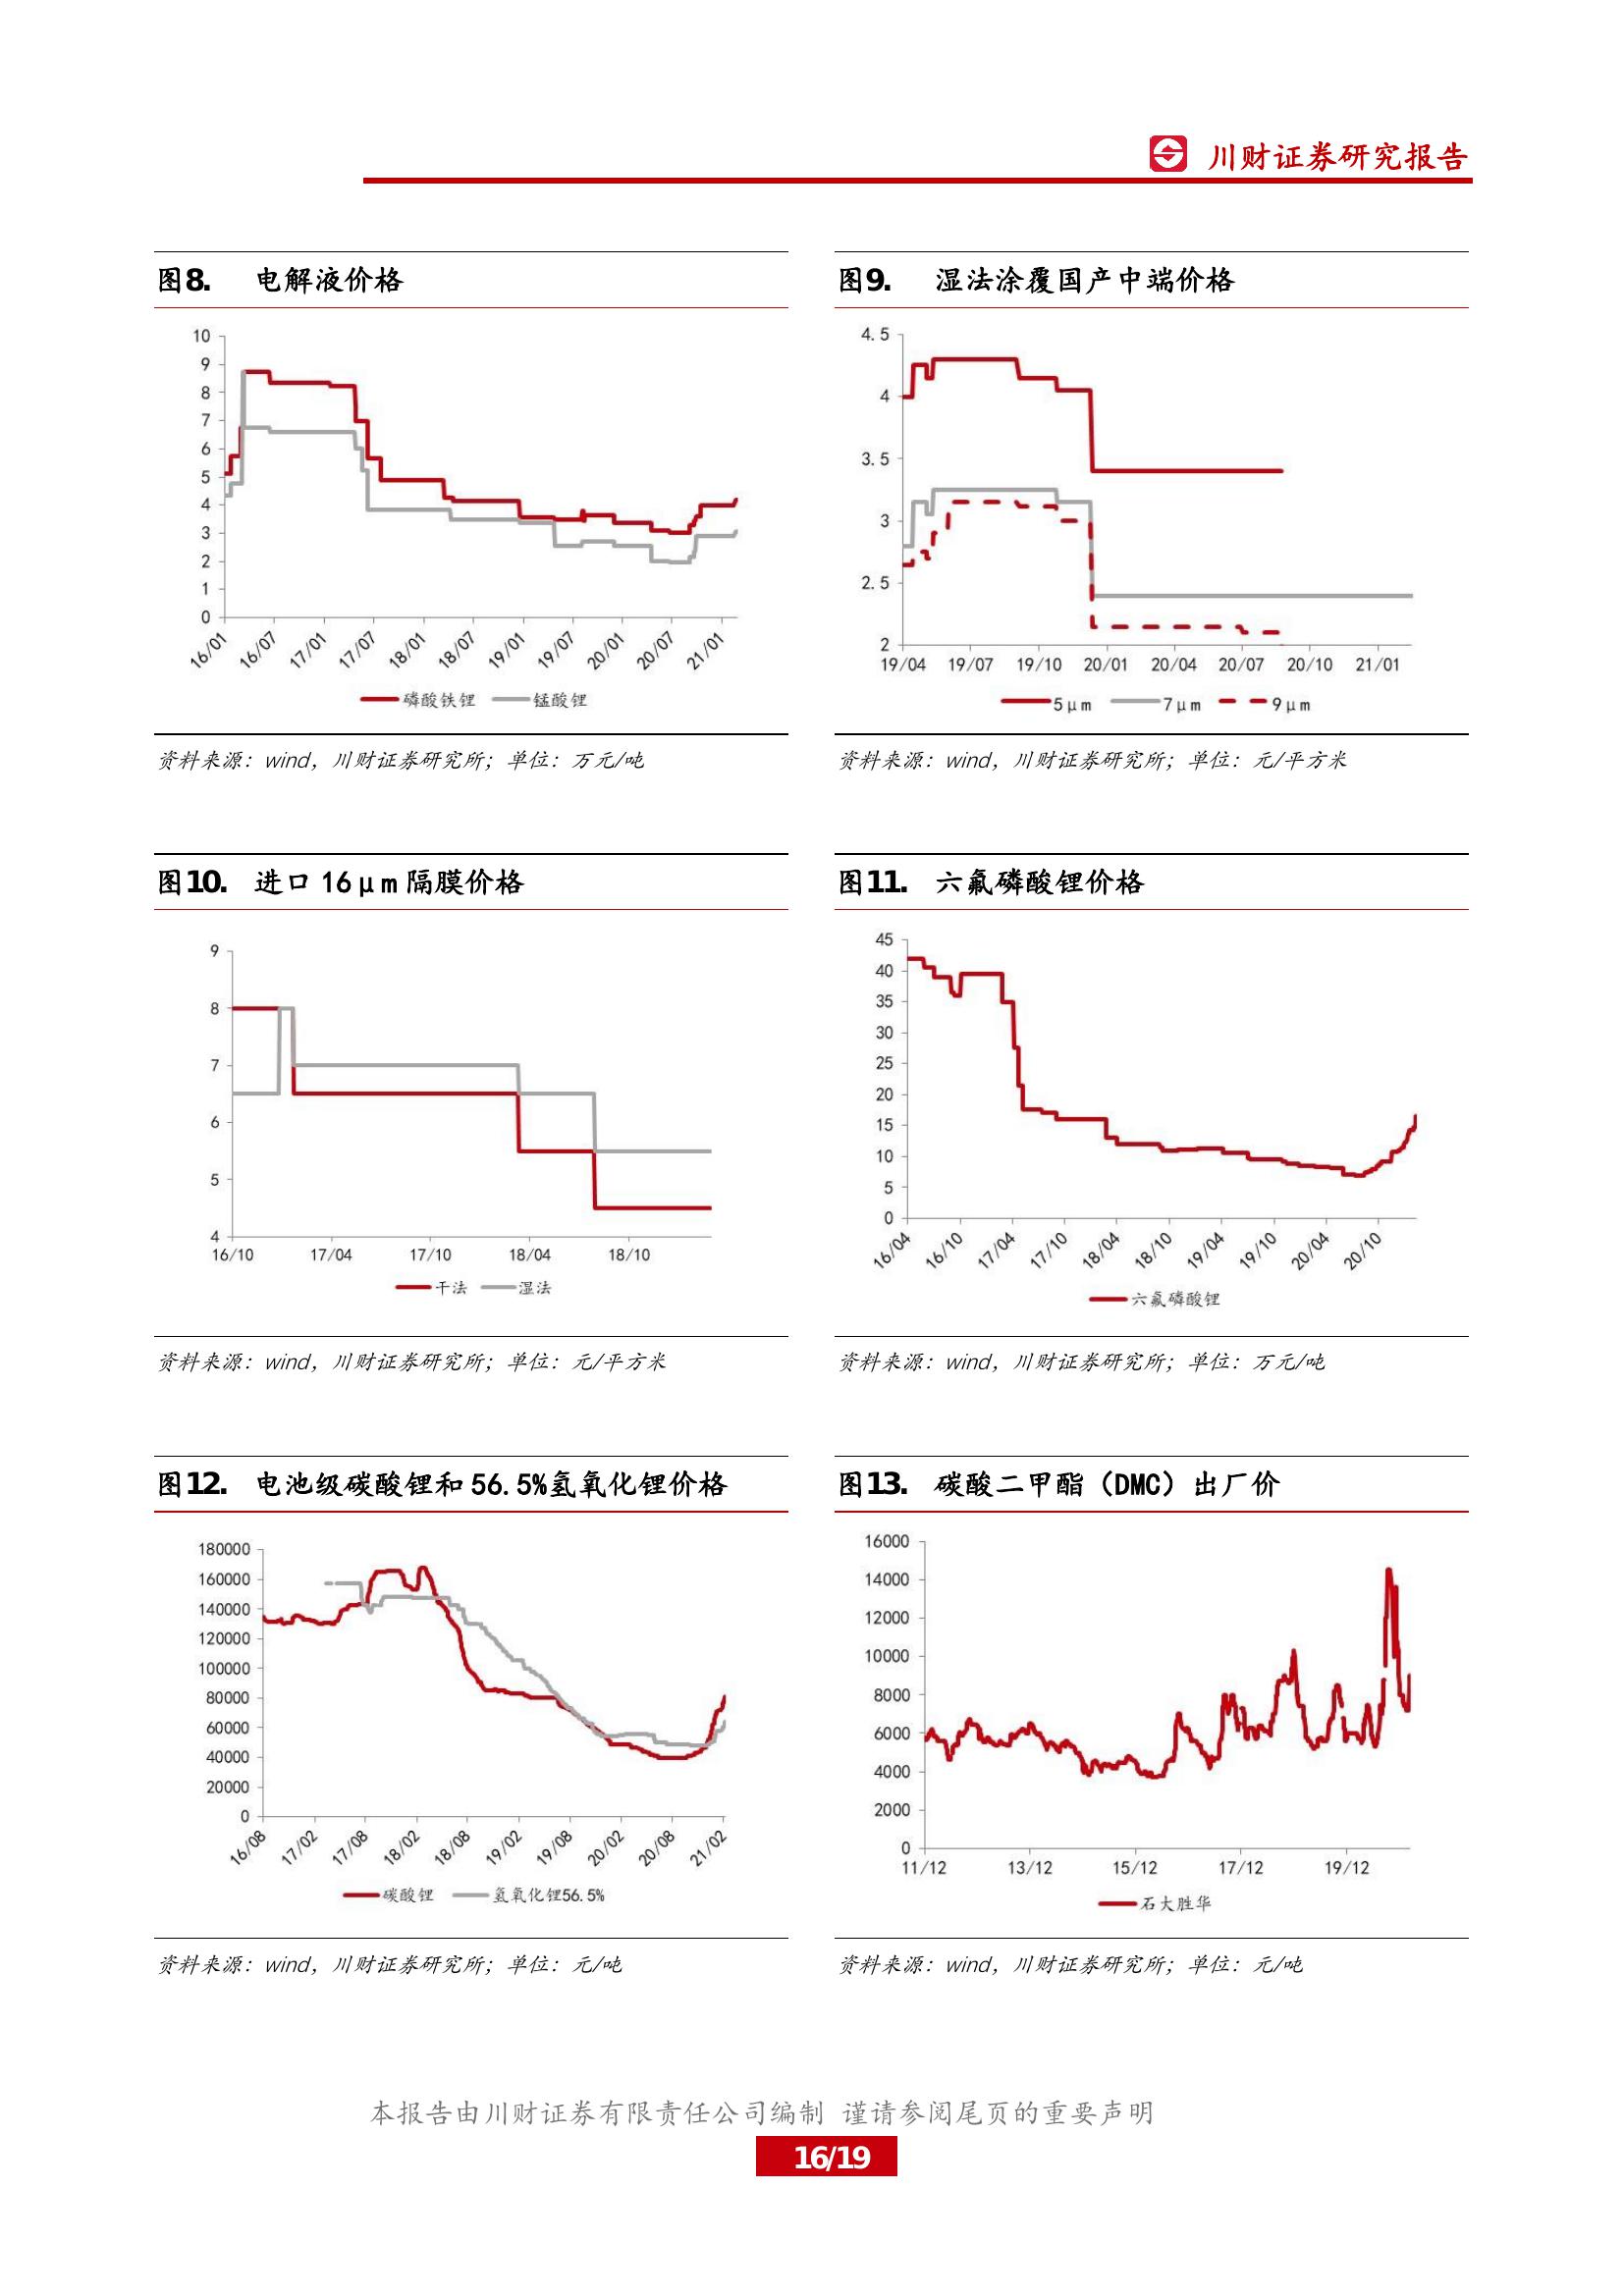 川财证券研究报告
图8. 电解液价格
10
9
8
7
6
5
4
3
2
1
0
16/01 16/07 17/01 17/07 18/01 18/07 19/01 19/07 20/01 20/07 21/01
磷酸铁锂 锰酸锂
资料来源：wind，川财证券研究所；单位：万元/吨
图9. 湿法涂覆国产中端价格
4.5
4
3.5
3
2.5
2
19/04 19/07 19/10 20/01 20/04 20/07 20/10 21/01
5μm 7μm 9μm
资料来源：wind，川财证券研究所；单位：元/平方米
图10. 进口 16μm 隔膜价格
9
8
7
6
5
4
16/10 17/04 17/10 18/04 18/10
干法 湿法
资料来源：wind，川财证券研究所；单位：元/平方米
图11. 六氟磷酸锂价格
45
40
35
30
25
20
15
10
5
0
16/04 16/10 17/04 17/10 18/04 18/10 19/04 19/10 20/04 20/10
六氟磷酸锂
资料来源：wind，川财证券研究所；单位：万元/吨
图12. 电池级碳酸锂和 56.5%氢氧化锂价格
180000
160000
140000
120000
100000
80000
60000
40000
20000
0
16/08 17/02 17/08 18/02 18/08 19/02 19/08 20/02 20/08 21/02
碳酸锂 氢氧化锂56.5%
资料来源：wind，川财证券研究所；单位：元/吨
图13. 碳酸二甲酯（DMC）出厂价
16000
14000
12000
10000
8000
6000
4000
2000
0
11/12 13/12 15/12 17/12 19/12
石大胜华
资料来源：wind，川财证券研究所；单位：元/吨
本报告由川财证券有限责任公司编制 谨请参阅尾页的重要声明
16/19